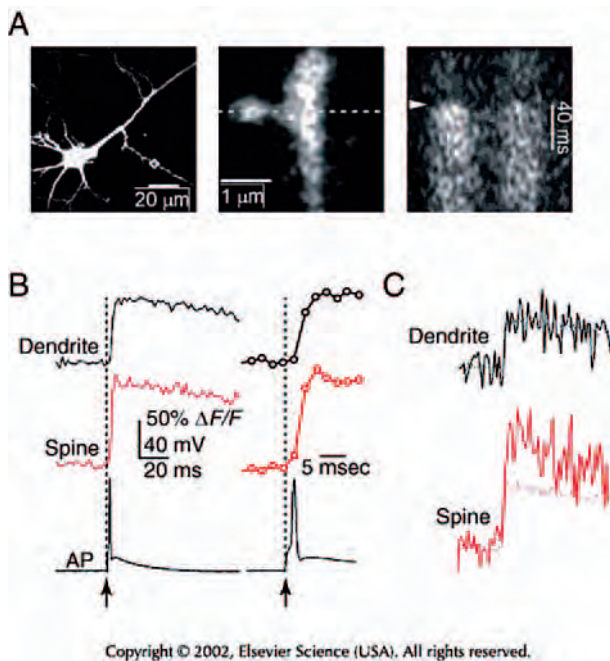 A
20 μm
1 μm
40 ms
B
C
Dendrite
Spine
50% ΔF/F
40 mV
20 ms
5 msec
AP
Dendrite
Spine
Copyright © 2002, Elsevier Science (USA). All rights reserved.